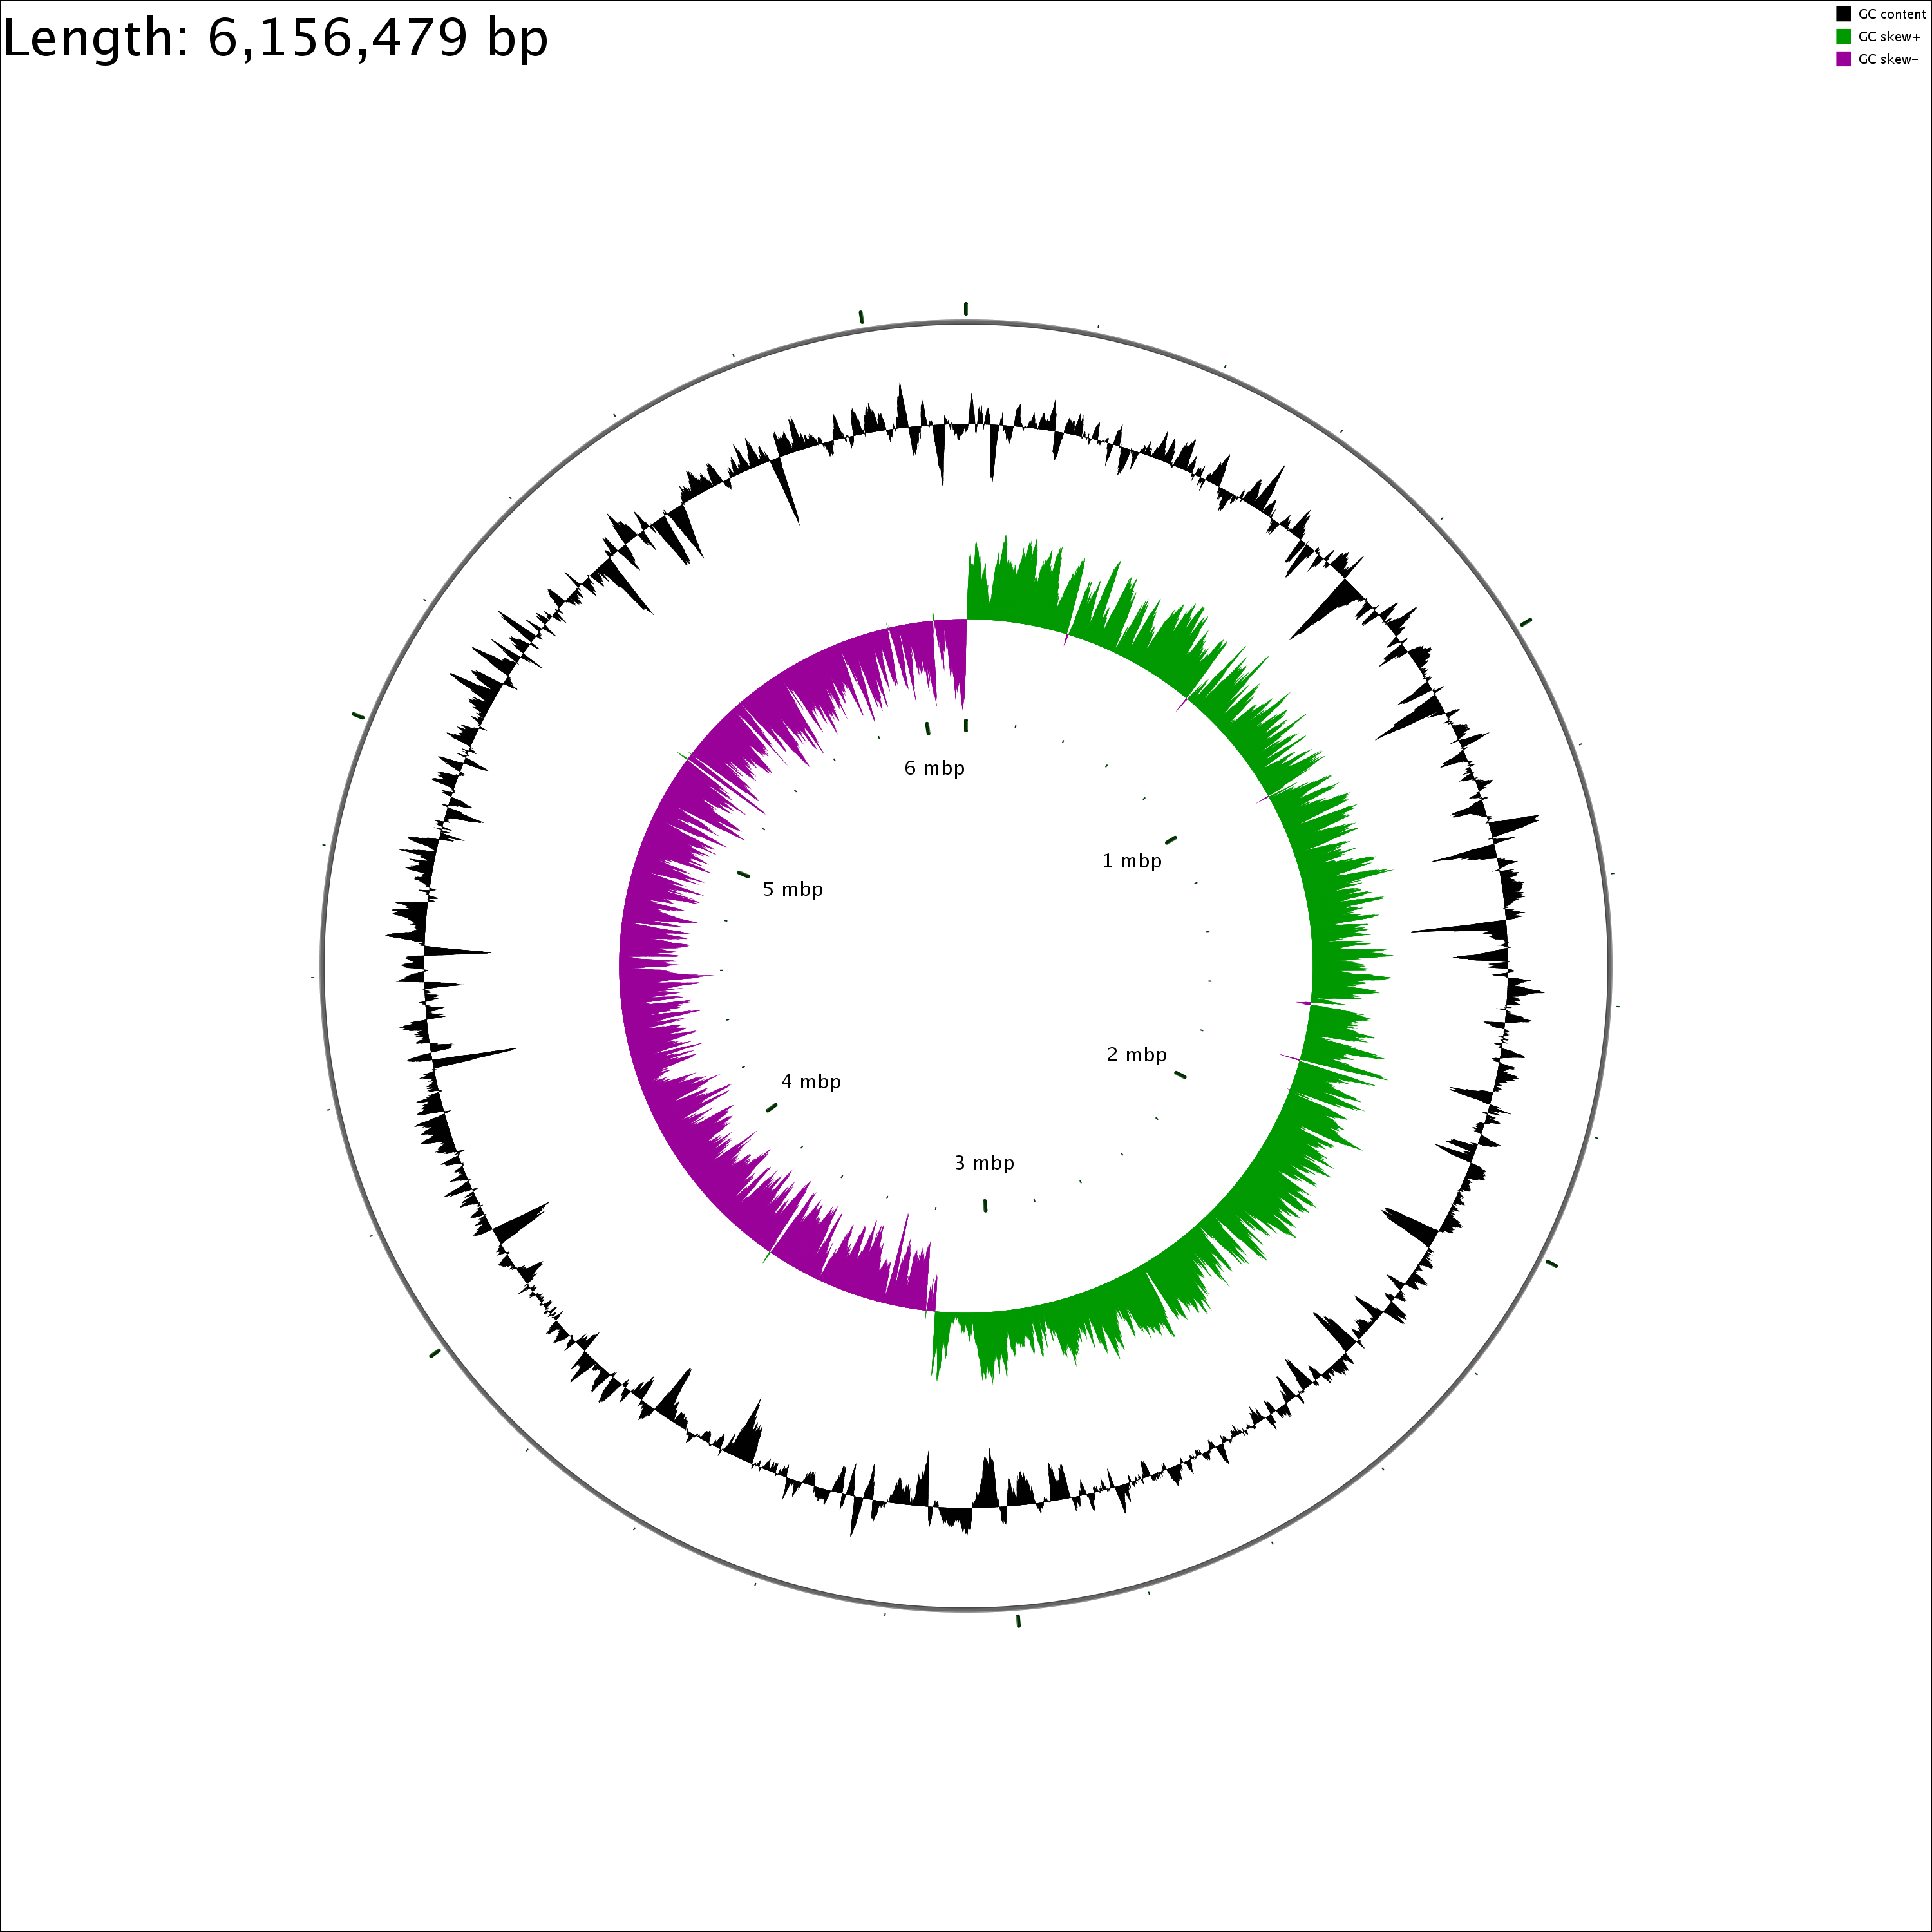 Length: 6,156,479 bp
GC content
GC skew+
GC skew-
6 mbp
1 mbp
5 mbp
2 mbp
4 mbp
3 mbp